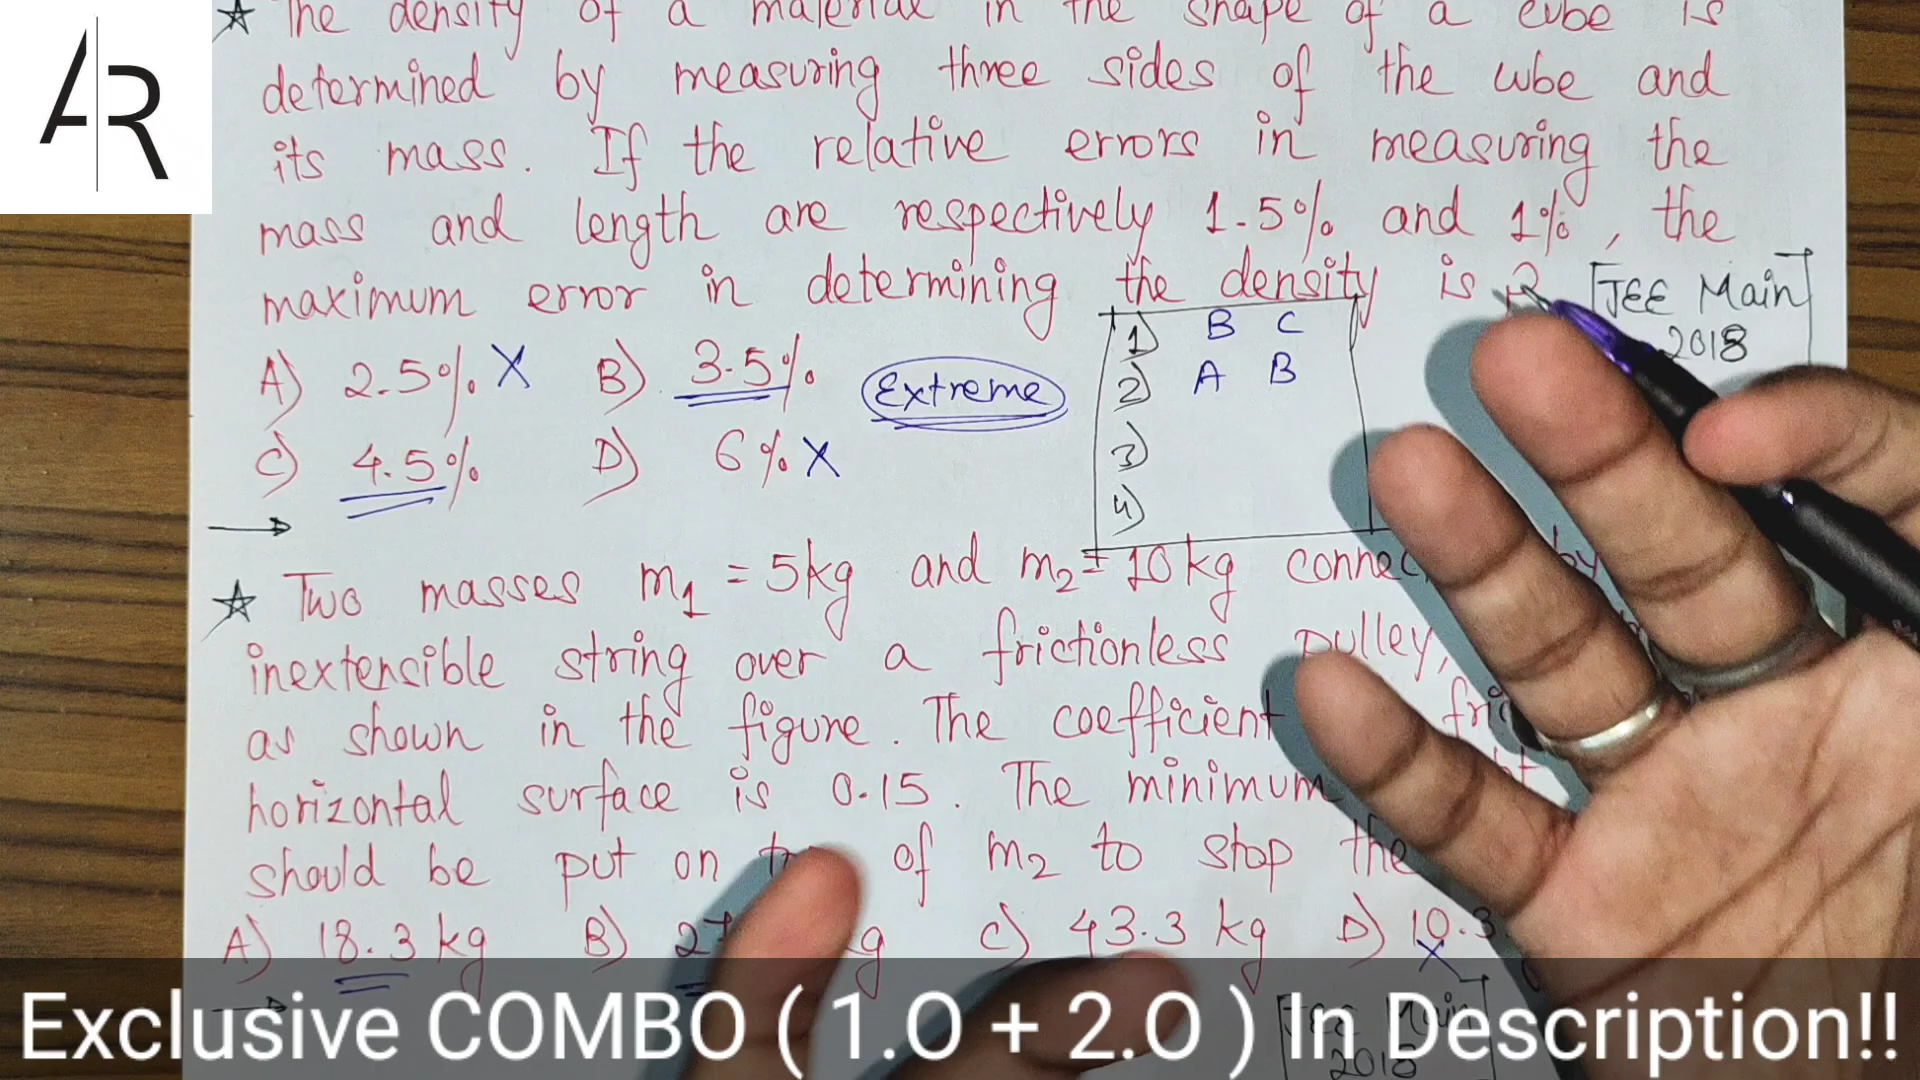 AR
The density of a material in the shape of a cube is
determined by measuring three sides of the cube and
its mass. If the relative errors in measuring the
mass and length are respectively 1.5% and 1%, the
maximum error in determining the density is ?
[JEE Main
2018
A) 2.5% X B) 3.5%
Extreme
C) 4.5% D) 6% X
1) B C
2) A B
3)
4)
Two masses m1 = 5kg and m2 = 10kg
inextensible string over a frictionless pulley,
as shown in the figure. The coefficient
horizontal surface is 0.15. The minimum
should be put on of m2 to stop the
A) 18.3 kg B) C) 43.3 kg D) 10.3
X
JEE Main
2018
Exclusive COMBO ( 1.O + 2.O ) In Description!!